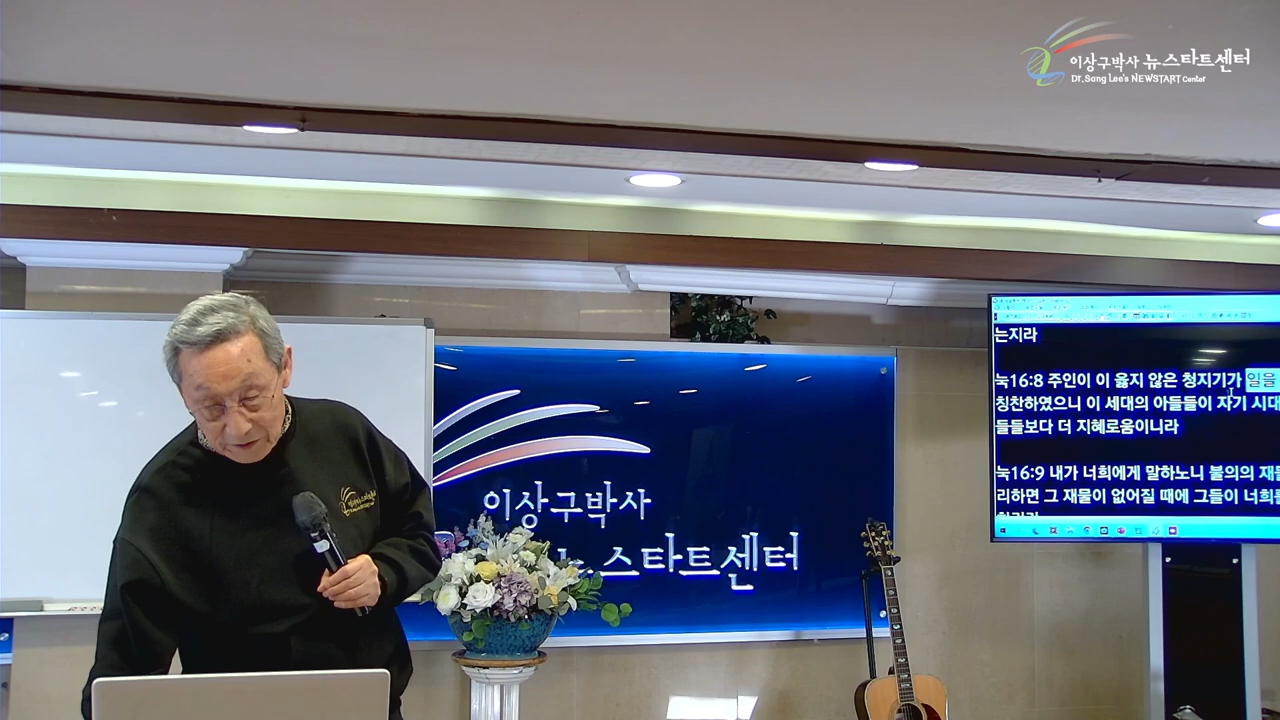 이상구박사 뉴스타트센터
Dr. Sang Lee's NEWSTART Center
는지라
눅16:8 주인이 이 옳지 않은 청지기가 일을
칭찬하였으니 이 세대의 아들들이 자기 시대
들들보다 더 지혜로움이니라
눅16:9 내가 너희에게 말하노니 불의의 재물
리하면 그 재물이 없어질 때에 그들이 너희를
이상구박사
뉴스타트센터